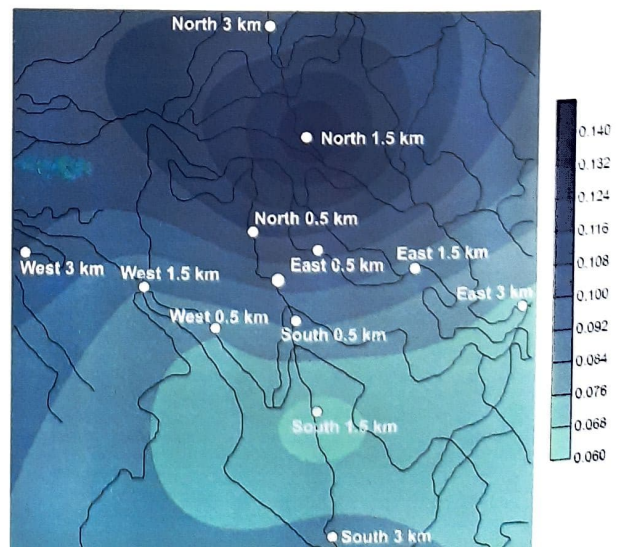 North 3 km
North 1.5 km
North 0.5 km
East 0.5 km
East 1.5 km
West 3 km
West 1.5 km
East 3 km
West 0.5 km
South 0.5 km
South 1.5 km
South 3 km
0.140
0.132
0.124
0.116
0.108
0.100
0.092
0.084
0.076
0.068
0.060